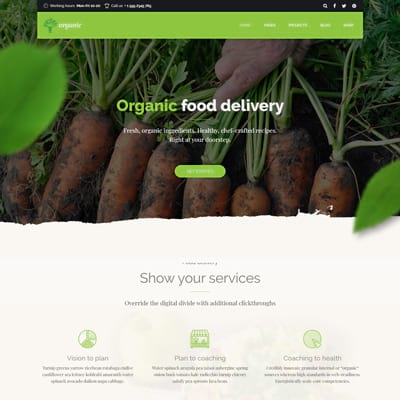 Working hours: Mon-Fri 10-20 Call us + 1 555 2345 765
organic
HOME PAGES PROJECTS BLOG SHOP
Organic food delivery
Fresh, organic ingredients. Healthy, chef-crafted recipes.
Right at your doorstep.
GET STARTED
Food delivery
Show your services
Override the digital divide with additional clickthroughs
Vision to plan
Turnip greens yarrow ricebean rutabaga endive
cauliflower sea lettuce kohlrabi amaranth water
spinach avocado daikon napa cabbage.
Plan to coaching
Water spinach arugula pea tatsoi aubergine spring
onion bush tomato kale radicchio turnip chicory
salsify pea sprouts fava bean.
Coaching to health
Credibly innovate granular internal or "organic"
sources whereas high standards in web-readiness.
Energistically scale core competencies.